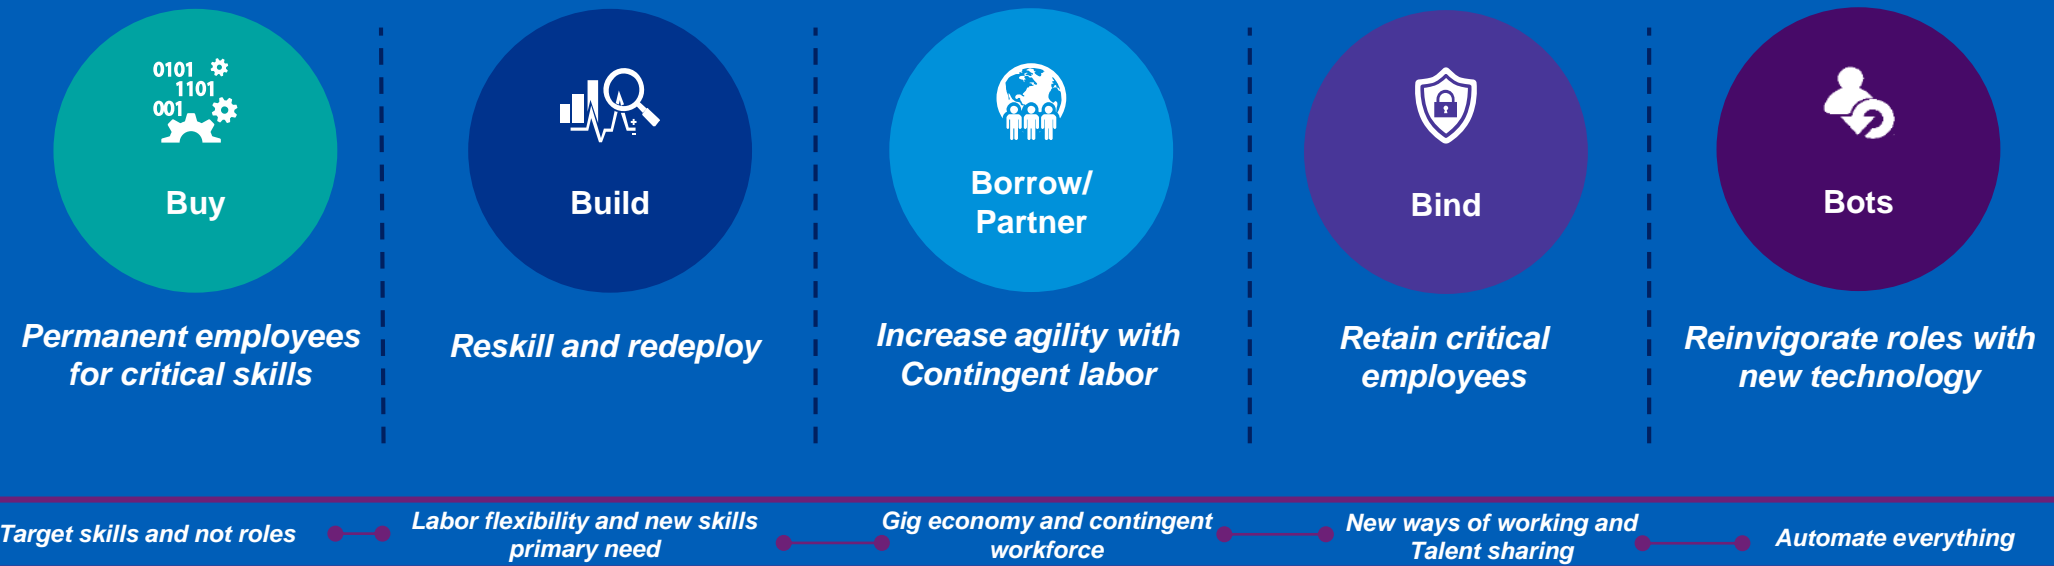 0101
1101
001
Buy
Permanent employees
for critical skills
Build
Reskill and redeploy
Borrow/
Partner
Increase agility with
Contingent labor
Bind
Retain critical
employees
Bots
Reinvigorate roles with
new technology
Target skills and not roles
Labor flexibility and new skills
primary need
Gig economy and contingent
workforce
New ways of working and
Talent sharing
Automate everything